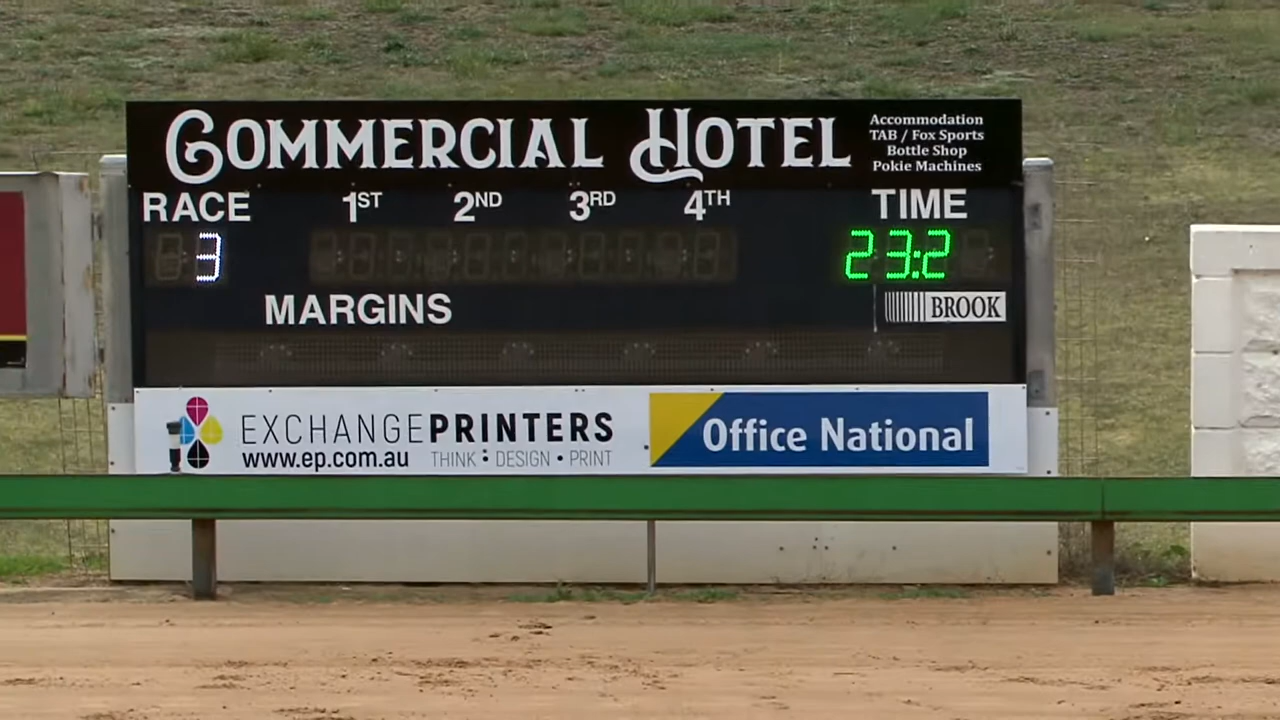 COMMERCIAL HOTEL
Accommodation
TAB / Fox Sports
Bottle Shop
Pokie Machines
RACE 1ST 2ND 3RD 4TH TIME
3 23:2
MARGINS
BROOK
EXCHANGEPRINTERS
www.ep.com.au THINK • DESIGN • PRINT
Office National